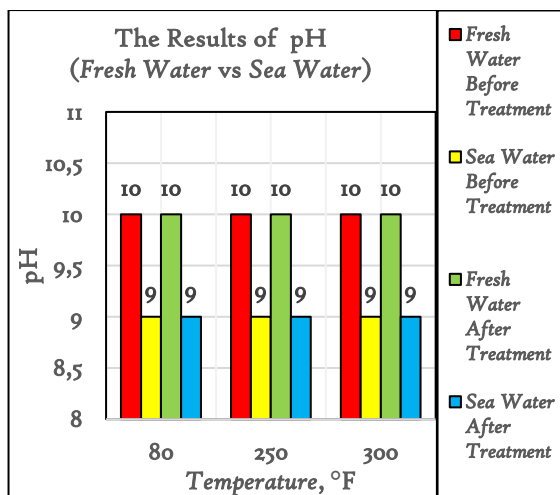 The Results of pH
(Fresh Water vs Sea Water)
pH
11
10,5
10
9,5
9
8,5
8
10 10 10 10 10 10
9 9 9 9 9 9
80 250 300
Temperature, °F
Fresh
Water
Before
Treatment
Sea Water
Before
Treatment
Fresh
Water
After
Treatment
Sea Water
After
Treatment